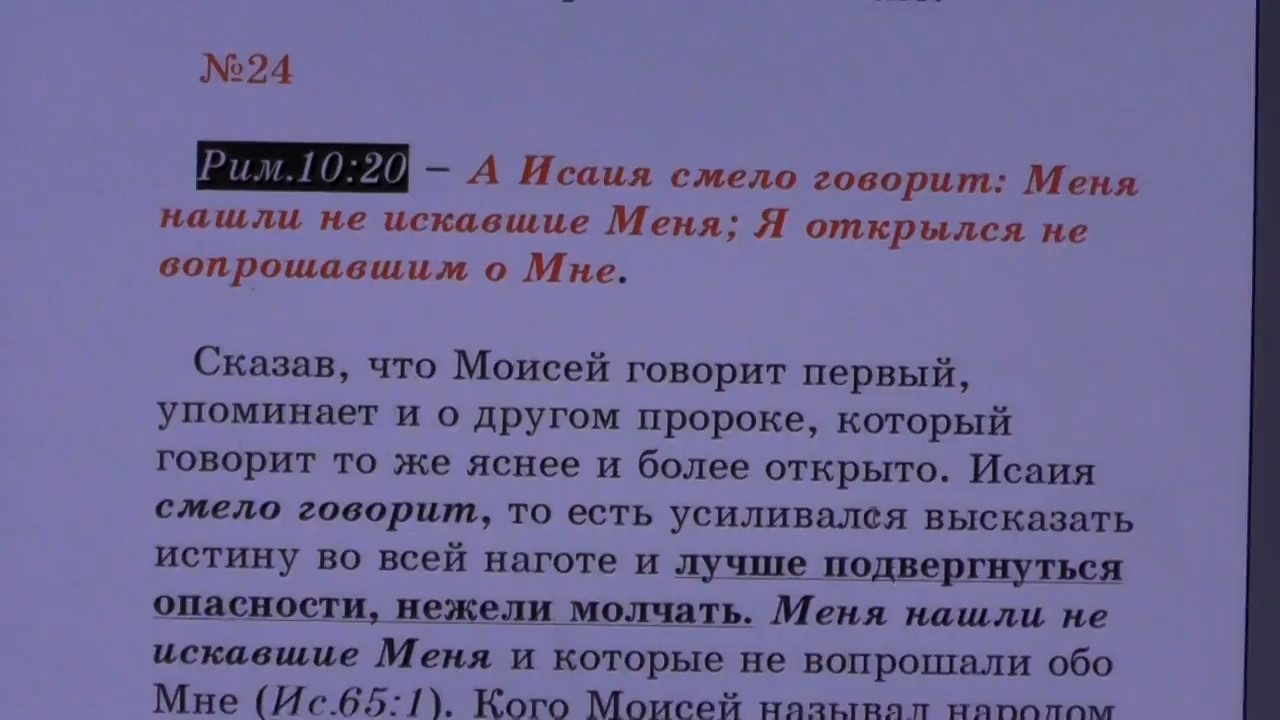 №24
Рим.10:20 – А Исаия смело говорит: Меня
нашли не искавшие Меня; Я открылся не
вопрошавшим о Мне.
Сказав, что Моисей говорит первый,
упоминает и о другом пророке, который
говорит то же яснее и более открыто. Исаия
смело говорит, то есть усиливался высказать
истину во всей наготе и лучше подвергнуться
опасности, нежели молчать. Меня нашли не
искавшие Меня и которые не вопрошали обо
Мне (Ис.65:1). Кого Моисей называл народом